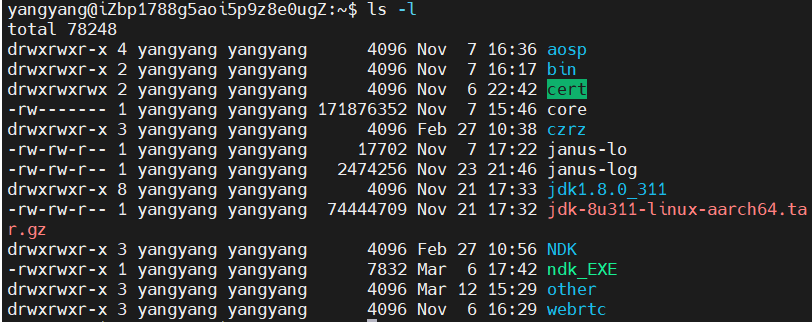 yangyang@iZbp1788g5aoi5p9z8e0ugZ:~$ ls -l
total 78248
drwxrwxr-x 4 yangyang yangyang      4096 Nov  7 16:36 aosp
drwxrwxr-x 2 yangyang yangyang      4096 Nov  7 16:17 bin
drwxrwxrwx 2 yangyang yangyang      4096 Nov  6 22:42 cert
-rw------- 1 yangyang yangyang 171876352 Nov  7 15:46 core
drwxrwxr-x 3 yangyang yangyang      4096 Feb 27 10:38 czrz
-rw-rw-r-- 1 yangyang yangyang     17702 Nov  7 17:22 janus-lo
-rw-rw-r-- 1 yangyang yangyang   2474256 Nov 23 21:46 janus-log
drwxrwxr-x 8 yangyang yangyang      4096 Nov 21 17:33 jdk1.8.0_311
-rw-rw-r-- 1 yangyang yangyang  74444709 Nov 21 17:32 jdk-8u311-linux-aarch64.ta
r.gz
drwxrwxr-x 3 yangyang yangyang      4096 Feb 27 10:56 NDK
-rwxrwxr-x 1 yangyang yangyang      7832 Mar  6 17:42 ndk_EXE
drwxrwxr-x 3 yangyang yangyang      4096 Mar 12 15:29 other
drwxrwxr-x 3 yangyang yangyang      4096 Nov  6 16:29 webrtc